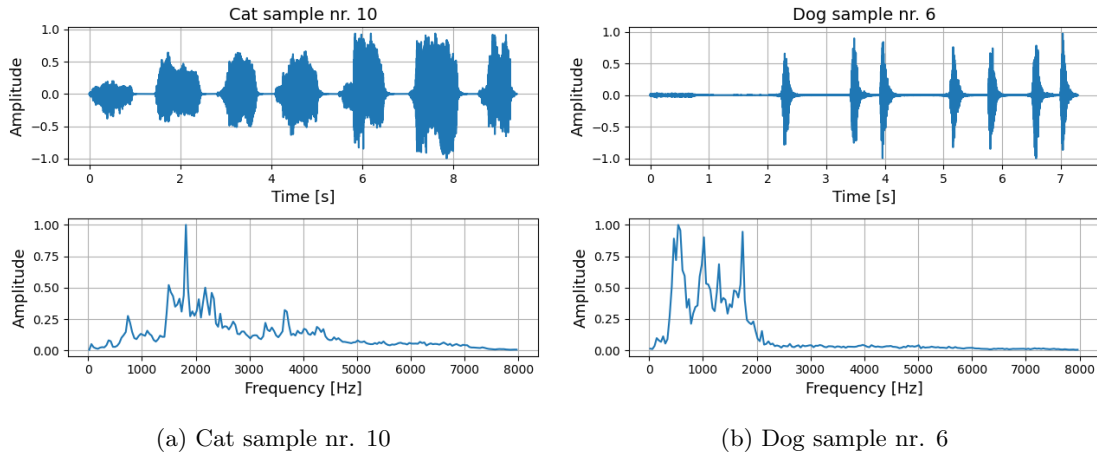 Cat sample nr. 10
Amplitude
1.0
0.5
0.0
−0.5
−1.0
0 2 4 6 8
Time [s]
Amplitude
1.00
0.75
0.50
0.25
0.00
0 1000 2000 3000 4000 5000 6000 7000 8000
Frequency [Hz]
(a) Cat sample nr. 10
Dog sample nr. 6
Amplitude
1.0
0.5
0.0
−0.5
−1.0
0 1 2 3 4 5 6 7
Time [s]
Amplitude
1.00
0.75
0.50
0.25
0.00
0 1000 2000 3000 4000 5000 6000 7000 8000
Frequency [Hz]
(b) Dog sample nr. 6